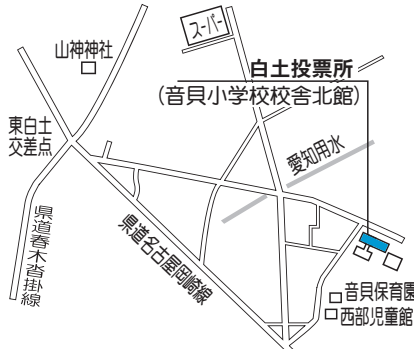 スーパー
山神神社
白土投票所
(音貝小学校校舎北館)
東白土
交差点
愛知用水
県道春木沓掛線
県道名古屋岡崎線
音貝保育園
西部児童館